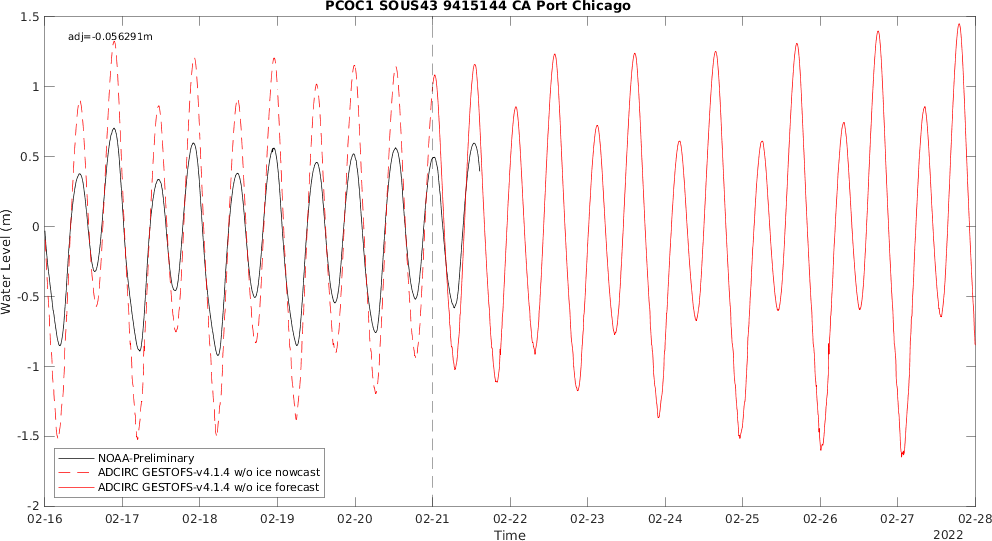 PCOC1 SOUS43 9415144 CA Port Chicago
adj=-0.056291m
1.5
1
0.5
0
-0.5
-1
-1.5
-2
Water Level (m)
NOAA-Preliminary
ADCIRC GESTOFS-v4.1.4 w/o ice nowcast
ADCIRC GESTOFS-v4.1.4 w/o ice forecast
02-16 02-17 02-18 02-19 02-20 02-21 02-22 02-23 02-24 02-25 02-26 02-27 02-28
Time
2022